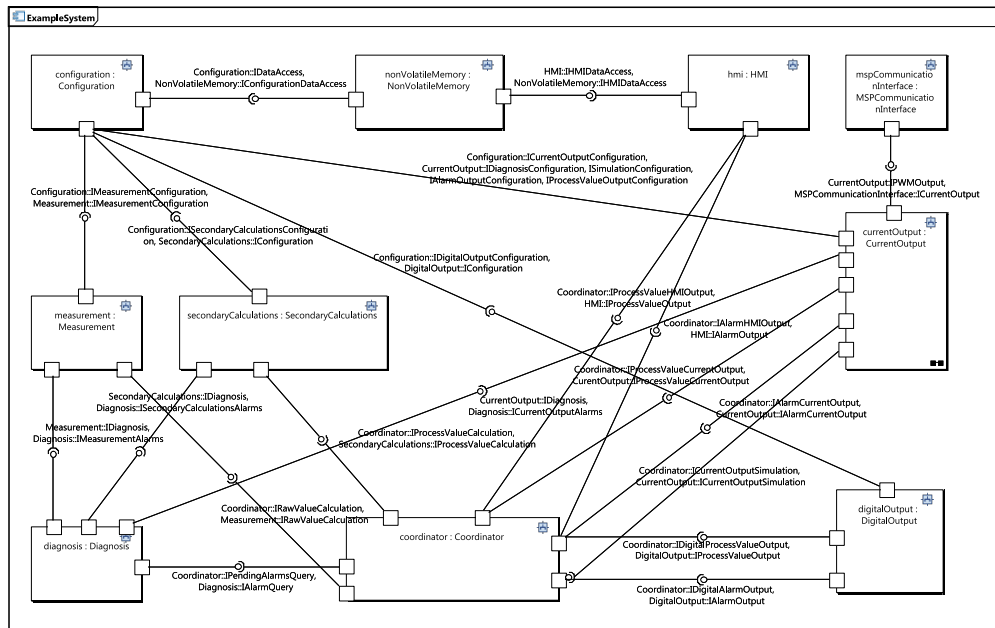 ExampleSystem
configuration :
Configuration
Configuration::IDataAccess,
NonVolatileMemory::IConfigurationDataAccess
nonVolatileMemory :
NonVolatileMemory
HMI::IHMIDataAccess,
NonVolatileMemory::IHMIDataAccess
hmi : HMI
mspCommunicatio
nInterface :
MSPCommunicatio
nInterface
Configuration::ICurrentOutputConfiguration,
CurrentOutput::IDiagnosisConfiguration, ISimulationConfiguration,
IAlarmOutputConfiguration, IProcessValueOutputConfiguration
CurrentOutput::IPWMOutput,
MSPCommunicationInterface::ICurrentOutput
Configuration::IMeasurementConfiguration,
Measurement::IMeasurementConfiguration
Configuration::ISecondaryCalculationsConfigurati
on, SecondaryCalculations::IConfiguration
Configuration::IDigitalOutputConfiguration,
DigitalOutput::IConfiguration
currentOutput :
CurrentOutput
measurement :
Measurement
secondaryCalculations : SecondaryCalculations
Coordinator::IProcessValueHMIOutput,
HMI::IProcessValueOutput
Coordinator::IAlarmHMIOutput,
HMI::IAlarmOutput
Coordinator::IProcessValueCurrentOutput,
CurrentOutput::IProcessValueCurrentOutput
SecondaryCalculations::IDiagnosis,
Diagnosis::ISecondaryCalculationsAlarms
CurrentOutput::IDiagnosis,
Diagnosis::ICurrentOutputAlarms
Coordinator::IAlarmCurrentOutput,
CurrentOutput::IAlarmCurrentOutput
Measurement::IDiagnosis,
Diagnosis::IMeasurementAlarms
Coordinator::IProcessValueCalculation,
SecondaryCalculations::IProcessValueCalculation
Coordinator::ICurrentOutputSimulation,
CurrentOutput::ICurrentOutputSimulation
Coordinator::IRawValueCalculation,
Measurement::IRawValueCalculation
diagnosis : Diagnosis
coordinator : Coordinator
digitalOutput :
DigitalOutput
Coordinator::IDigitalProcessValueOutput,
DigitalOutput::IProcessValueOutput
Coordinator::IPendingAlarmsQuery,
Diagnosis::IAlarmQuery
Coordinator::IDigitalAlarmOutput,
DigitalOutput::IAlarmOutput